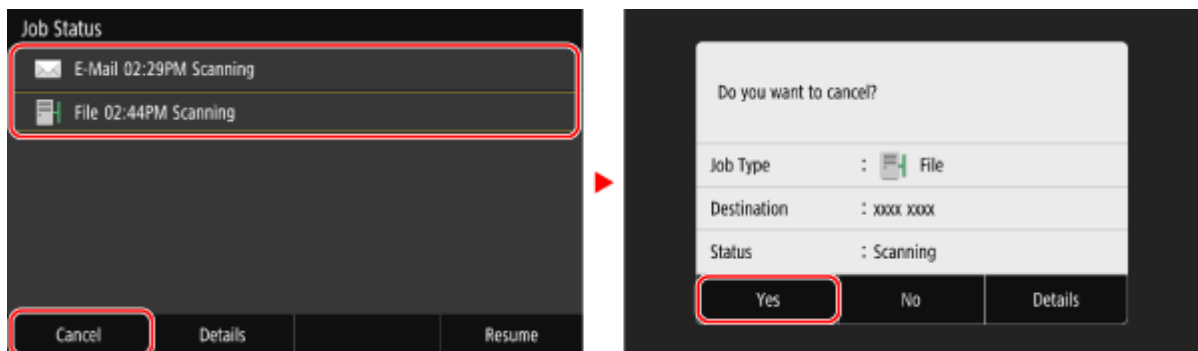 Job Status
E-Mail 02:29PM Scanning
File 02:44PM Scanning
Cancel Details Resume
Do you want to cancel?
Job Type : File
Destination : xxxx xxxx
Status : Scanning
Yes No Details